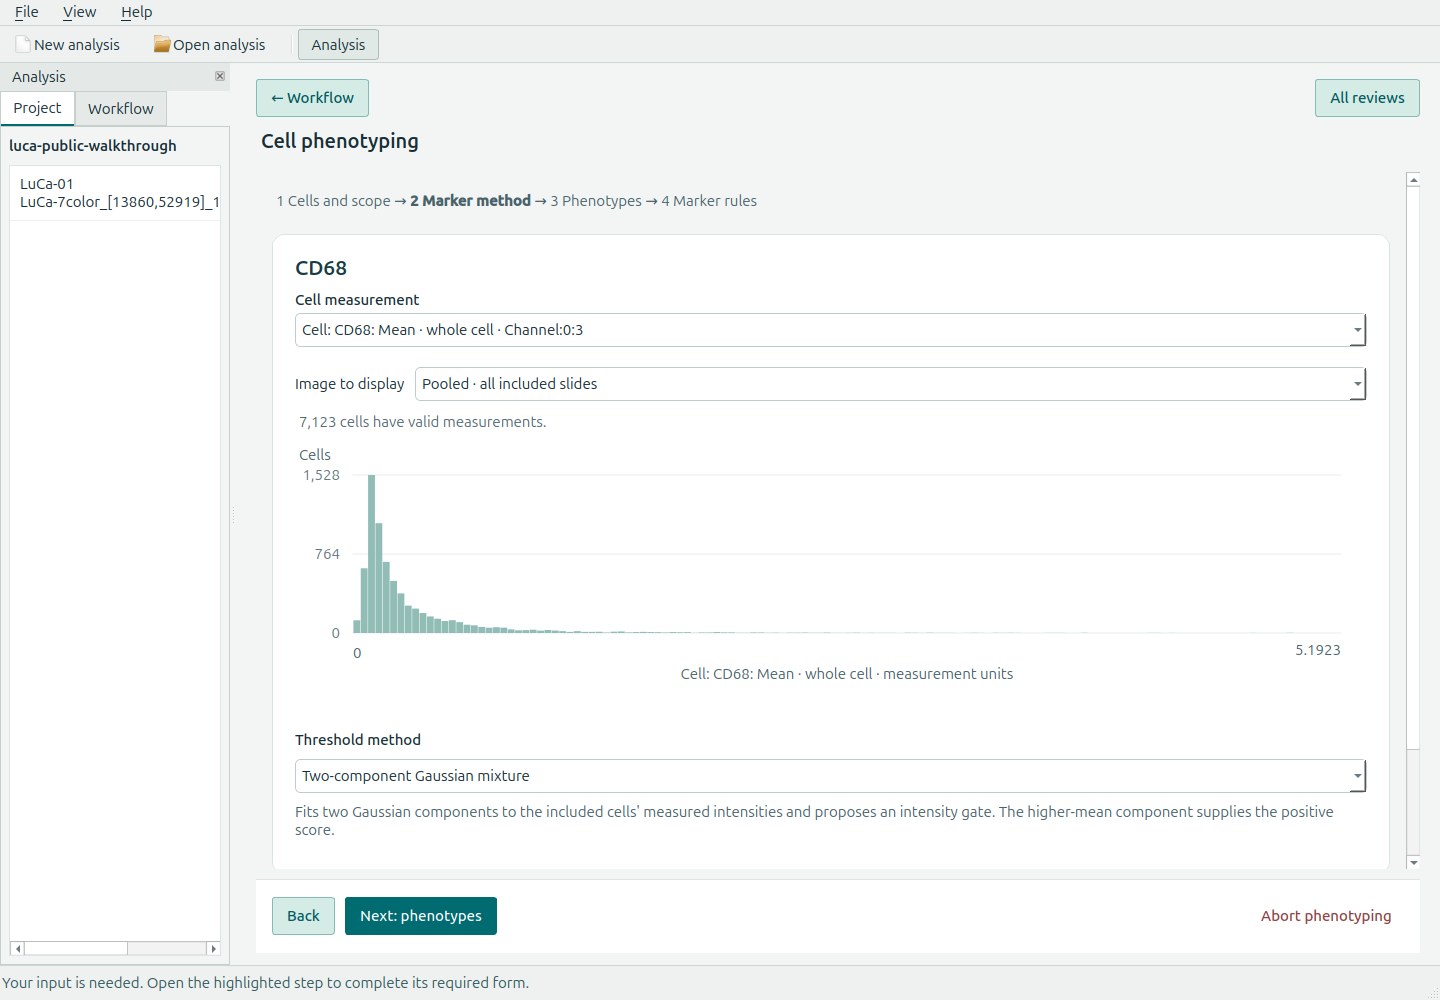 File View Help
New analysis Open analysis Analysis
Analysis
Project Workflow
luca-public-walkthrough
LuCa-01
LuCa-7color_[13860,52919]_1
← Workflow
All reviews
Cell phenotyping
1 Cells and scope → 2 Marker method → 3 Phenotypes → 4 Marker rules
CD68
Cell measurement
Cell: CD68: Mean · whole cell · Channel:0:3
Image to display Pooled · all included slides
7,123 cells have valid measurements.
Cells
1,528
764
0
0
5.1923
Cell: CD68: Mean · whole cell · measurement units
Threshold method
Two-component Gaussian mixture
Fits two Gaussian components to the included cells' measured intensities and proposes an intensity gate. The higher-mean component supplies the positive
score.
Back Next: phenotypes Abort phenotyping
Your input is needed. Open the highlighted step to complete its required form.